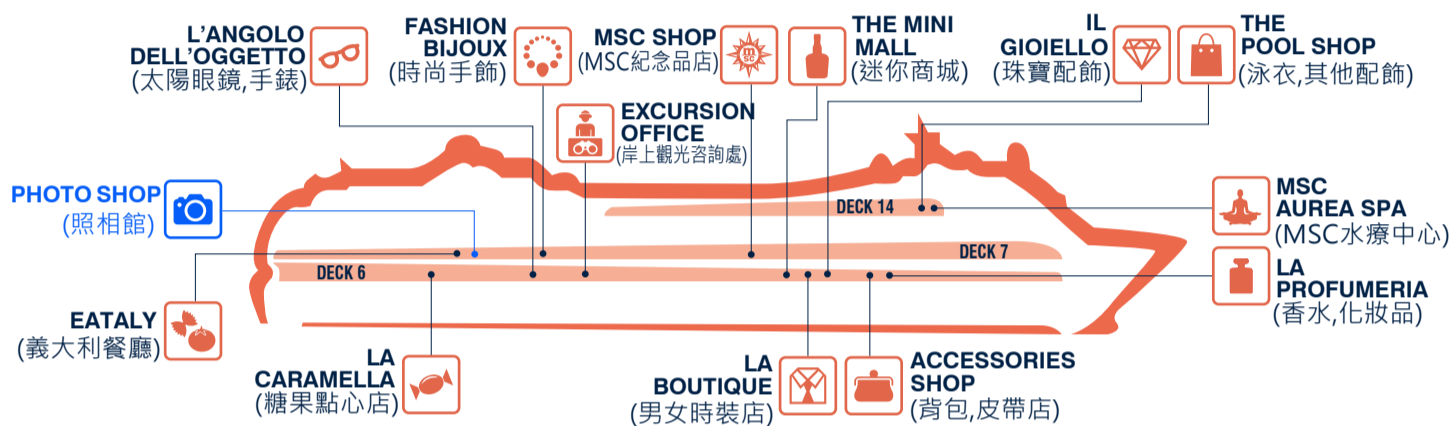 L'ANGOLO
DELL'OGGETTO
(太陽眼鏡,手錶)
FASHION
BIJOUX
(時尚手飾)
MSC SHOP
(MSC紀念品店)
msc
THE MINI
MALL
(迷你商城)
IL
GIOIELLO
(珠寶配飾)
THE
POOL SHOP
(泳衣,其他配飾)
EXCURSION
OFFICE
(岸上觀光咨詢處)
PHOTO SHOP
(照相館)
DECK 14
MSC
AUREA SPA
(MSC水療中心)
DECK 7
DECK 6
LA
PROFUMERIA
(香水,化妝品)
EATALY
(義大利餐廳)
LA
CARAMELLA
(糖果點心店)
LA
BOUTIQUE
(男女時裝店)
ACCESSORIES
SHOP
(背包,皮帶店)